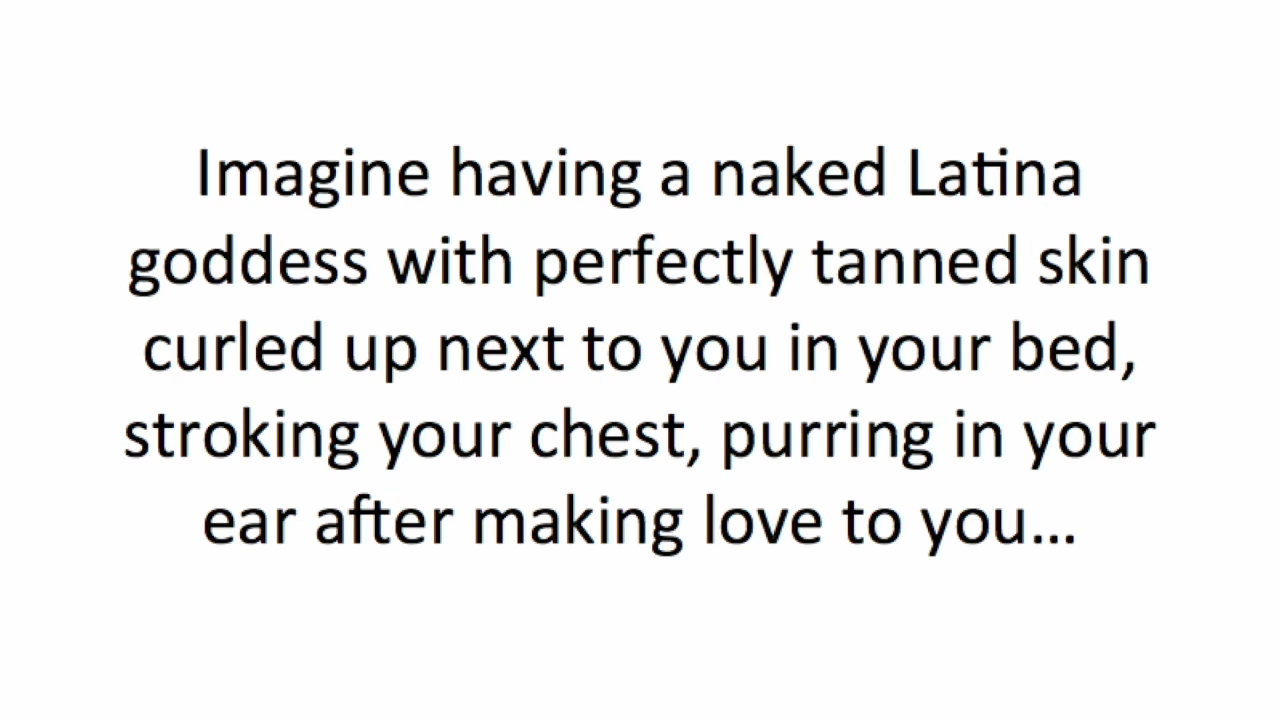 Imagine having a naked Latina
goddess with perfectly tanned skin
curled up next to you in your bed,
stroking your chest, purring in your
ear after making love to you...